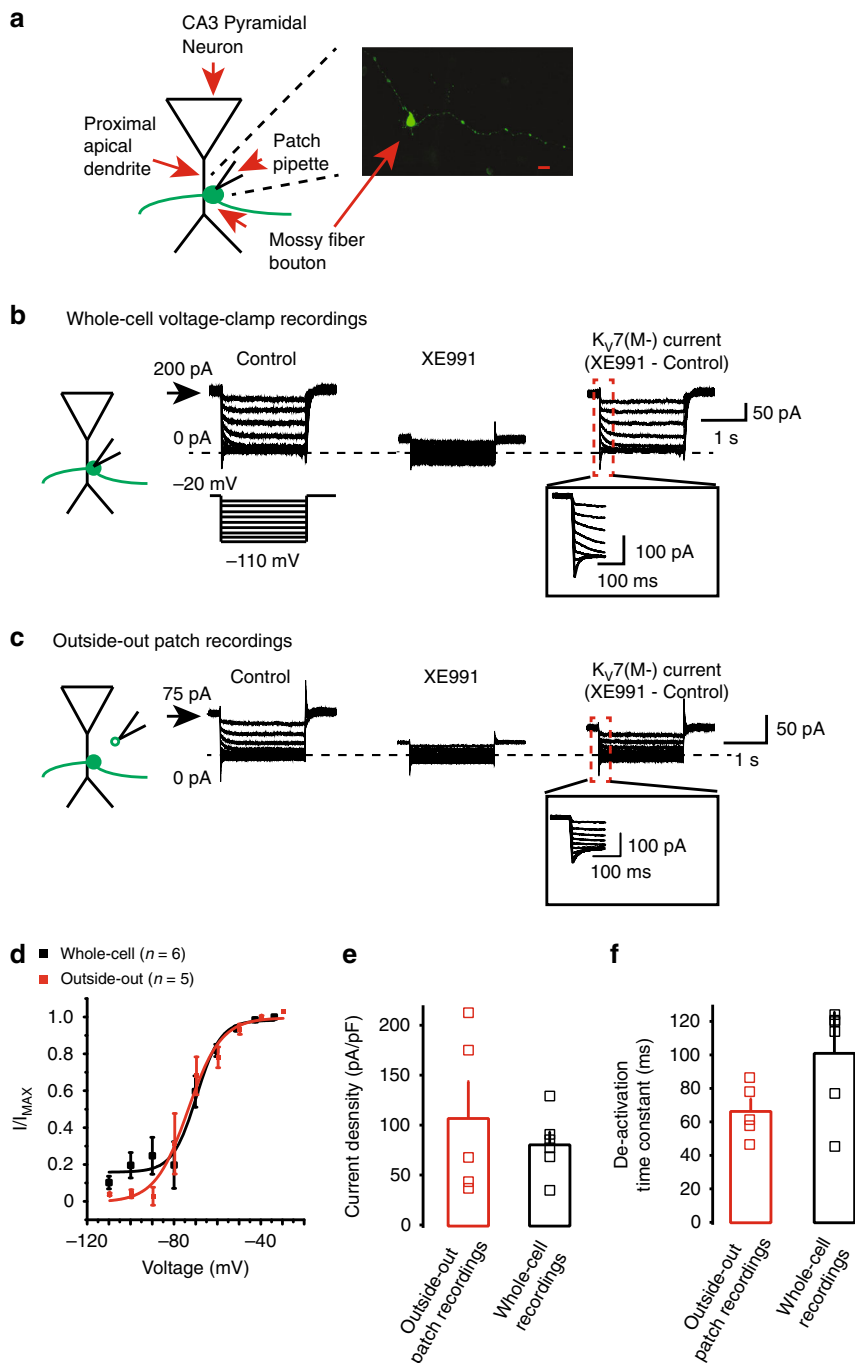 a
CA3 Pyramidal
Neuron
Proximal
apical
dendrite
Patch
pipette
Mossy fiber
bouton
b
Whole-cell voltage-clamp recordings
Control
XE991
KV7(M-) current
(XE991 - Control)
200 pA
0 pA
50 pA
1 s
–20 mV
–110 mV
100 pA
100 ms
c
Outside-out patch recordings
Control
XE991
KV7(M-) current
(XE991 - Control)
75 pA
0 pA
50 pA
1 s
100 pA
100 ms
d
Whole-cell (n = 6)
Outside-out (n = 5)
I/IMAX
1.0
0.8
0.6
0.4
0.2
0
–120
–80
–40
Voltage (mV)
e
Current desnsity (pA/pF)
200
150
100
50
0
Outside-out
patch recordings
Whole-cell
recordings
f
De-activation
time constant (ms)
120
100
80
60
40
20
0
Outside-out
patch recordings
Whole-cell
recordings